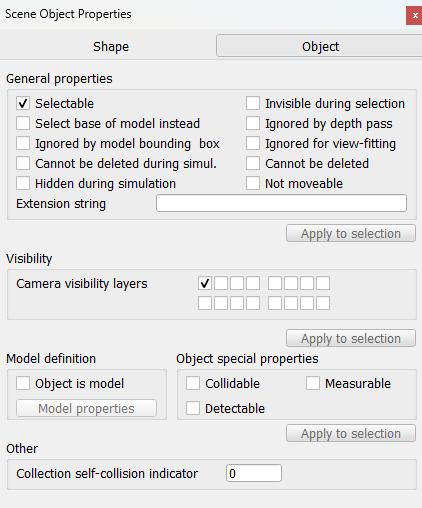 Scene Object Properties
x
Shape Object
General properties
Selectable Invisible during selection
Select base of model instead Ignored by depth pass
Ignored by model bounding box Ignored for view-fitting
Cannot be deleted during simul. Cannot be deleted
Hidden during simulation Not moveable
Extension string
Apply to selection
Visibility
Camera visibility layers
Apply to selection
Model definition Object special properties
Object is model Collidable Measurable
Model properties Detectable
Apply to selection
Other
Collection self-collision indicator 0